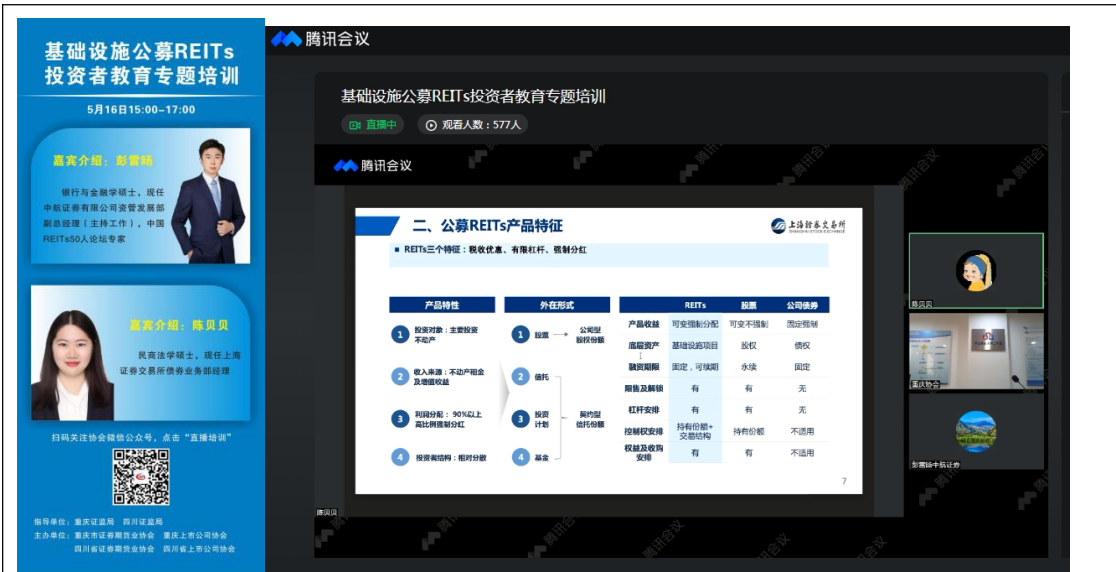 基础设施公募REITs
投资者教育专题培训
5月16日15:00-17:00
嘉宾介绍：彭雷旸
银行与金融学硕士，现任
中航证券有限公司资管发展部
副总经理（主持工作），中国
REITs50人论坛专家
嘉宾介绍：陈贝贝
民商法学硕士，现任上海
证券交易所债券业务部经理
扫码关注协会微信公众号，点击“直播培训”
指导单位：重庆证监局 四川证监局
主办单位：重庆市证券期货业协会 重庆上市公司协会
四川省证券期货业协会 四川省上市公司协会
腾讯会议
基础设施公募REITs投资者教育专题培训
直播中
观看人数：577人
腾讯会议
二、公募REITs产品特征
上海证券交易所
SHANGHAI STOCK EXCHANGE
■ REITs三个特征：税收优惠、有限杠杆、强制分红
产品特性
1 投资对象：主要投资
不动产
2 收入来源：不动产租金
及增值收益
3 利润分配：90%以上
高比例强制分红
4 投资者结构：相对分散
外在形式
1 股票
公司型
股权份额
2 信托
3 投资
计划
契约型
信托份额
4 基金
REITs 股票 公司债券
产品收益 可变强制分配 可变不强制 固定强制
底层资产 基础设施项目 股权 债权
融资期限 固定，可续期 永续 固定
限售及解锁 有 有 无
杠杆安排 有 有 无
控制权安排 持有份额+
交易结构 持有份额 不适用
权益及收购
安排 有 有 不适用
7
陈贝贝
陈贝贝
重庆协会
彭雷旸中航证券